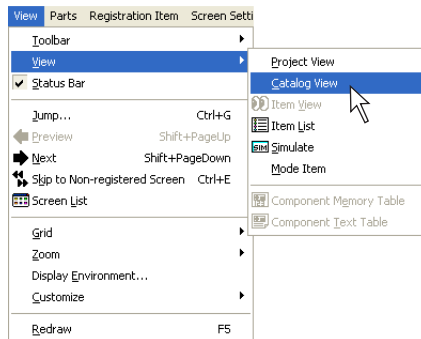 View Parts Registration Item Screen Setti
Toolbar
View
Status Bar
Jump... Ctrl+G
Preview Shift+PageUp
Next Shift+PageDown
Skip to Non-registered Screen Ctrl+E
Screen List
Grid
Zoom
Display Environment...
Customize
Redraw F5
Project View
Catalog View
Item View
Item List
SIM Simulate
Mode Item
Component Memory Table
Component Text Table